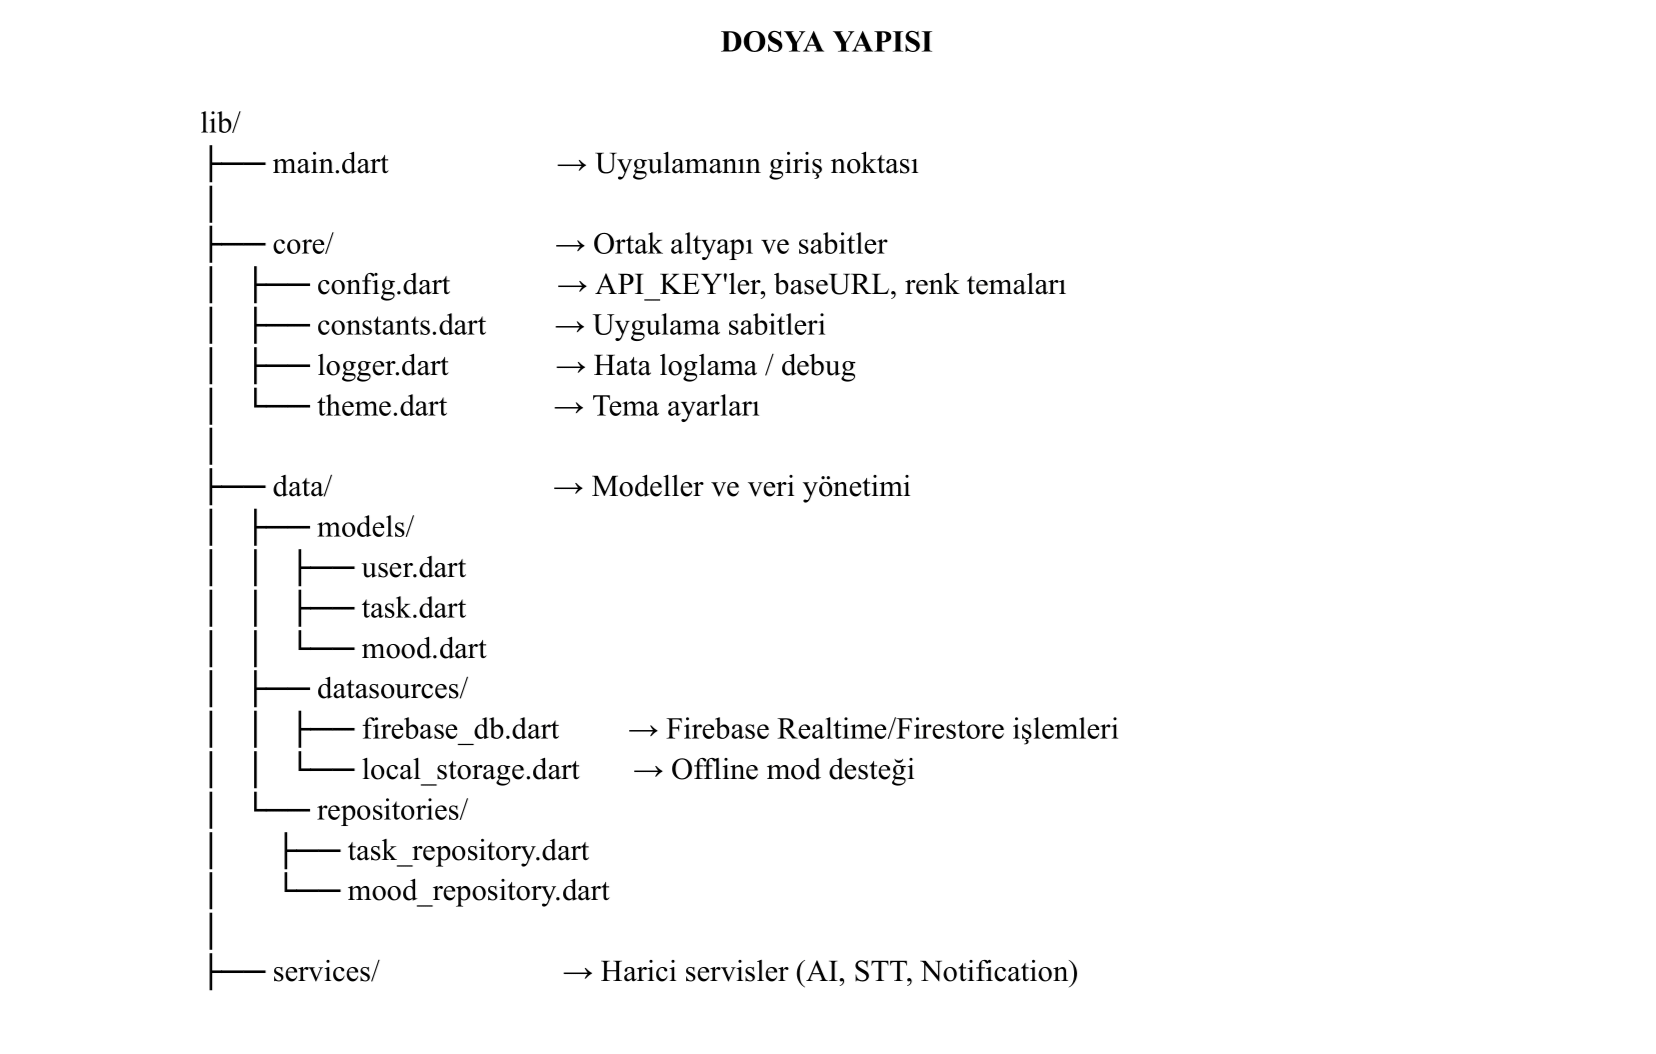 DOSYA YAPISI
lib/
├── main.dart → Uygulamanın giriş noktası
│
├── core/ → Ortak altyapı ve sabitler
│ ├── config.dart → API_KEY'ler, baseURL, renk temaları
│ ├── constants.dart → Uygulama sabitleri
│ ├── logger.dart → Hata loglama / debug
│ └── theme.dart → Tema ayarları
│
├── data/ → Modeller ve veri yönetimi
│ ├── models/
│ │ ├── user.dart
│ │ ├── task.dart
│ │ └── mood.dart
│ ├── datasources/
│ │ ├── firebase_db.dart → Firebase Realtime/Firestore işlemleri
│ │ └── local_storage.dart → Offline mod desteği
│ └── repositories/
│ ├── task_repository.dart
│ └── mood_repository.dart
│
├── services/ → Harici servisler (AI, STT, Notification)